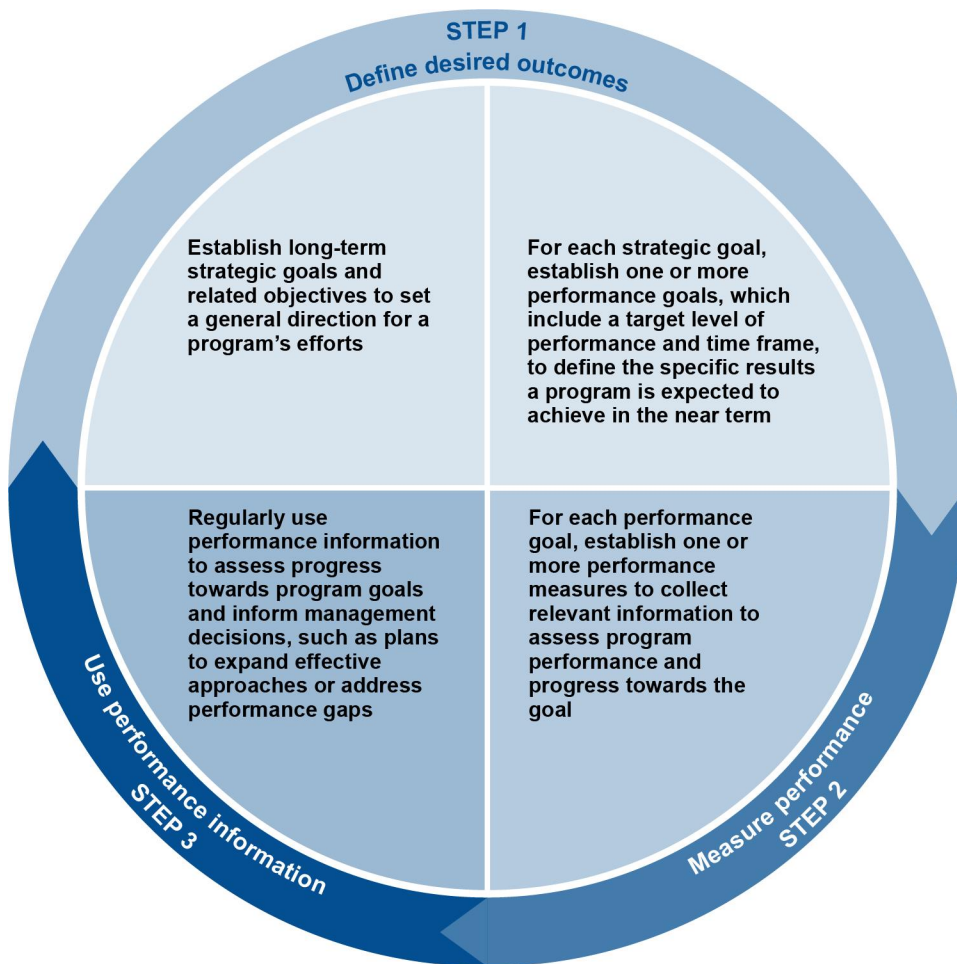 STEP 1
Define desired outcomes
Establish long-term
strategic goals and
related objectives to set
a general direction for a
program’s efforts
For each strategic goal,
establish one or more
performance goals, which
include a target level of
performance and time frame,
to define the specific results
a program is expected to
achieve in the near term
Regularly use
performance information
to assess progress
towards program goals
and inform management
decisions, such as plans
to expand effective
approaches or address
performance gaps
For each performance
goal, establish one or
more performance
measures to collect
relevant information to
assess program
performance and
progress towards the
goal
Measure performance
STEP 2
Use performance information
STEP 3